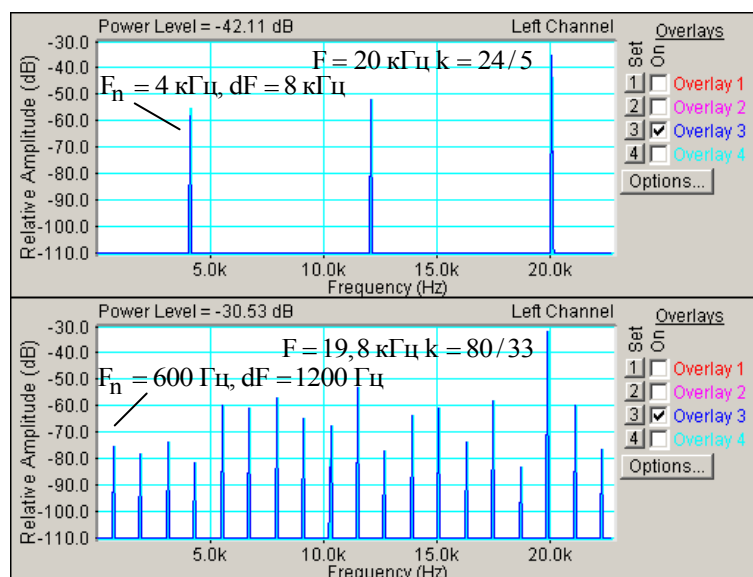 Power Level = -42.11 dB Left Channel
Overlays
Set On
Relative Amplitude (dB)
-30.0
-40.0
-50.0
-60.0
-70.0
-80.0
-90.0
-100.0
-110.0
F = 20 кГц k = 24/5
Fn = 4 кГц, dF = 8 кГц
1 Overlay 1
2 Overlay 2
3 Overlay 3
4 Overlay 4
Options...
5.0k 10.0k 15.0k 20.0k
Frequency (Hz)
Power Level = -30.53 dB Left Channel
Overlays
Set On
Relative Amplitude (dB)
-30.0
-40.0
-50.0
-60.0
-70.0
-80.0
-90.0
-100.0
-110.0
F = 19,8 кГц k = 80/33
Fn = 600 Гц, dF = 1200 Гц
1 Overlay 1
2 Overlay 2
3 Overlay 3
4 Overlay 4
Options...
5.0k 10.0k 15.0k 20.0k
Frequency (Hz)